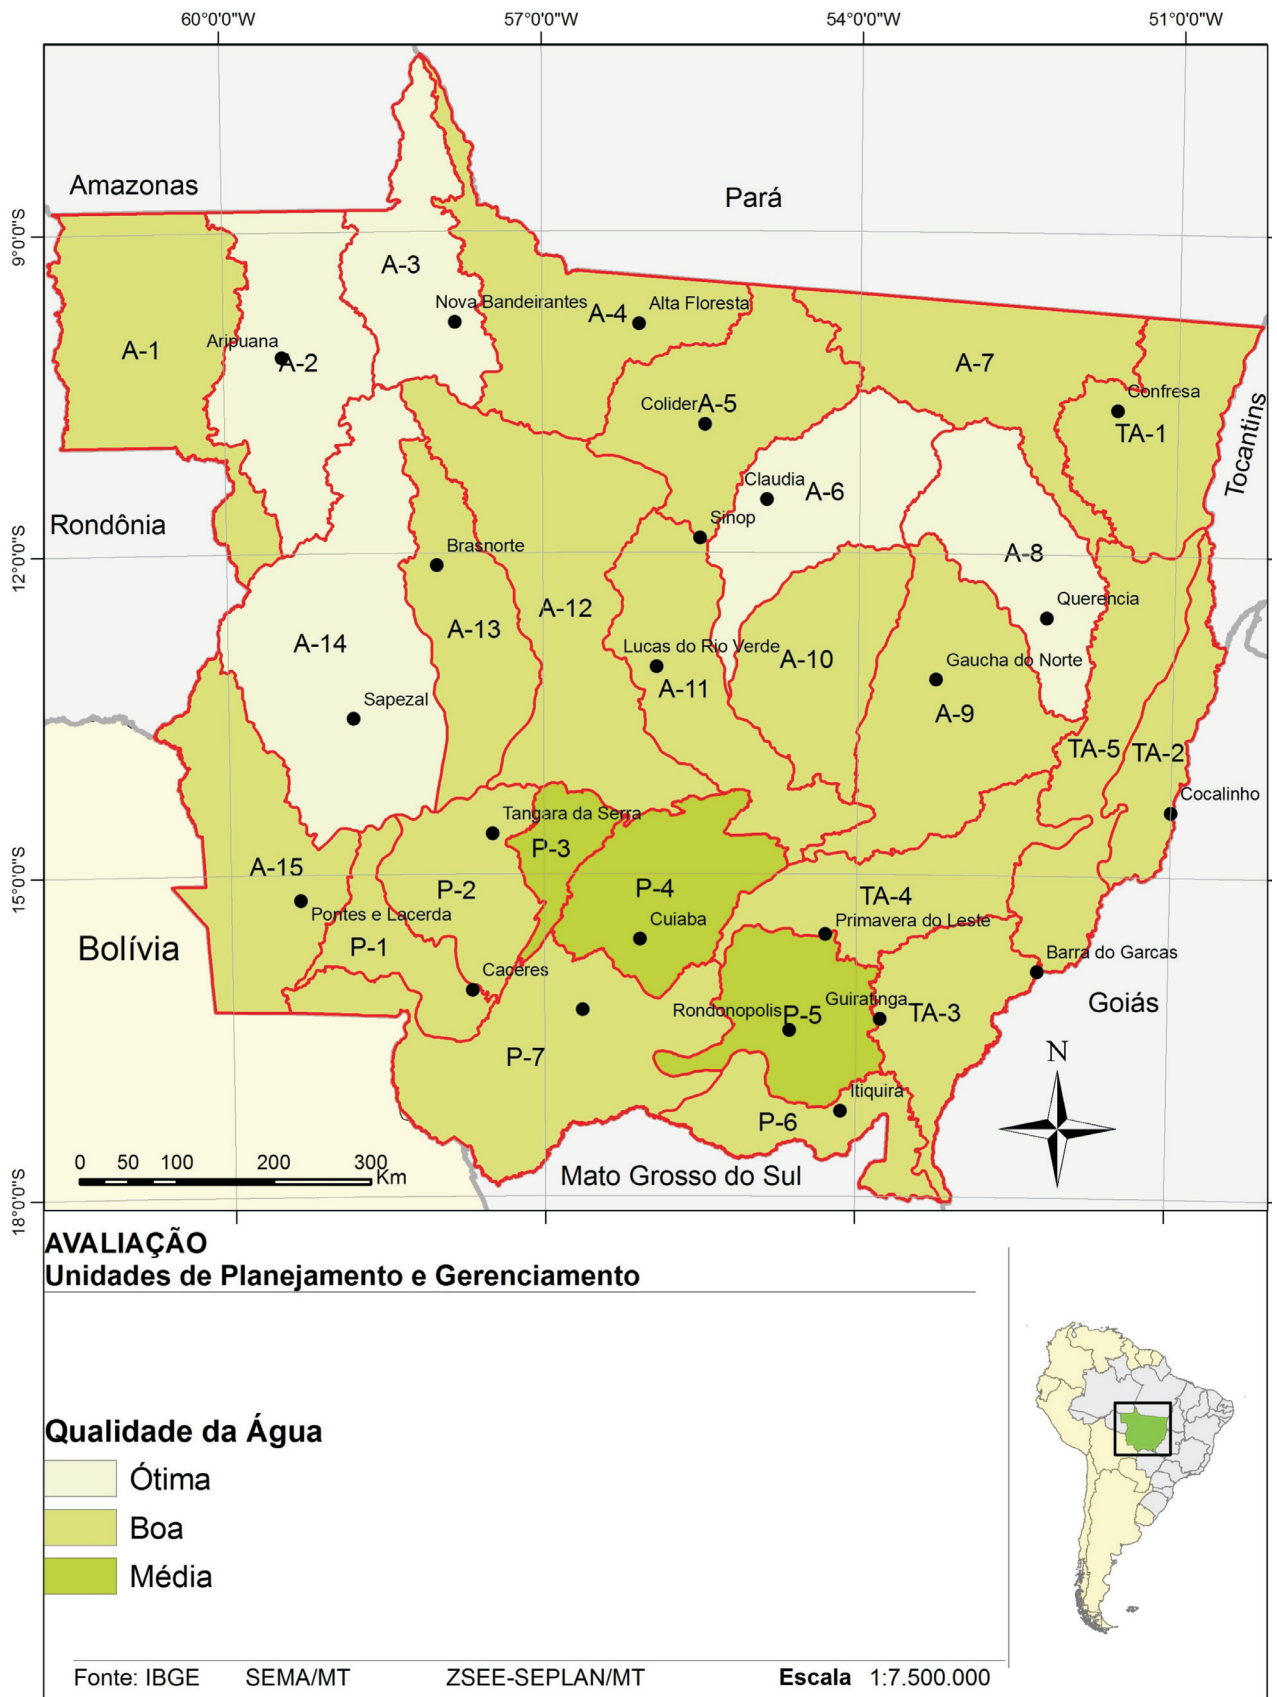 60°0'0"W 57°0'0"W 54°0'0"W 51°0'0"W
Amazonas
Pará
9°0'0"S
A-3
Nova Bandeirantes
A-4
Alta Floresta
A-1
Aripuana
A-2
A-7
Colider
A-5
Confresa
TA-1
Tocantins
Claudia
A-6
Rondônia
Sinop
12°0'0"S
Brasnorte
A-8
A-12
Querencia
A-13
A-14
Lucas do Rio Verde
A-10
Gaucha do Norte
A-11
Sapezal
A-9
TA-5
TA-2
Cocalinho
Tangara da Serra
P-3
15°0'0"S
A-15
P-2
P-4
TA-4
Pontes e Lacerda
Cuiaba
Primavera do Leste
Bolívia
P-1
Barra do Garcas
Caceres
Goiás
Rondonopolis
P-5
Guiratinga
TA-3
P-7
N
Itiquira
P-6
0 50 100 200 300
Km
Mato Grosso do Sul
18°0'0"S
AVALIAÇÃO
Unidades de Planejamento e Gerenciamento
Qualidade da Água
Ótima
Boa
Média
Fonte: IBGE SEMA/MT ZSEE-SEPLAN/MT Escala 1:7.500.000